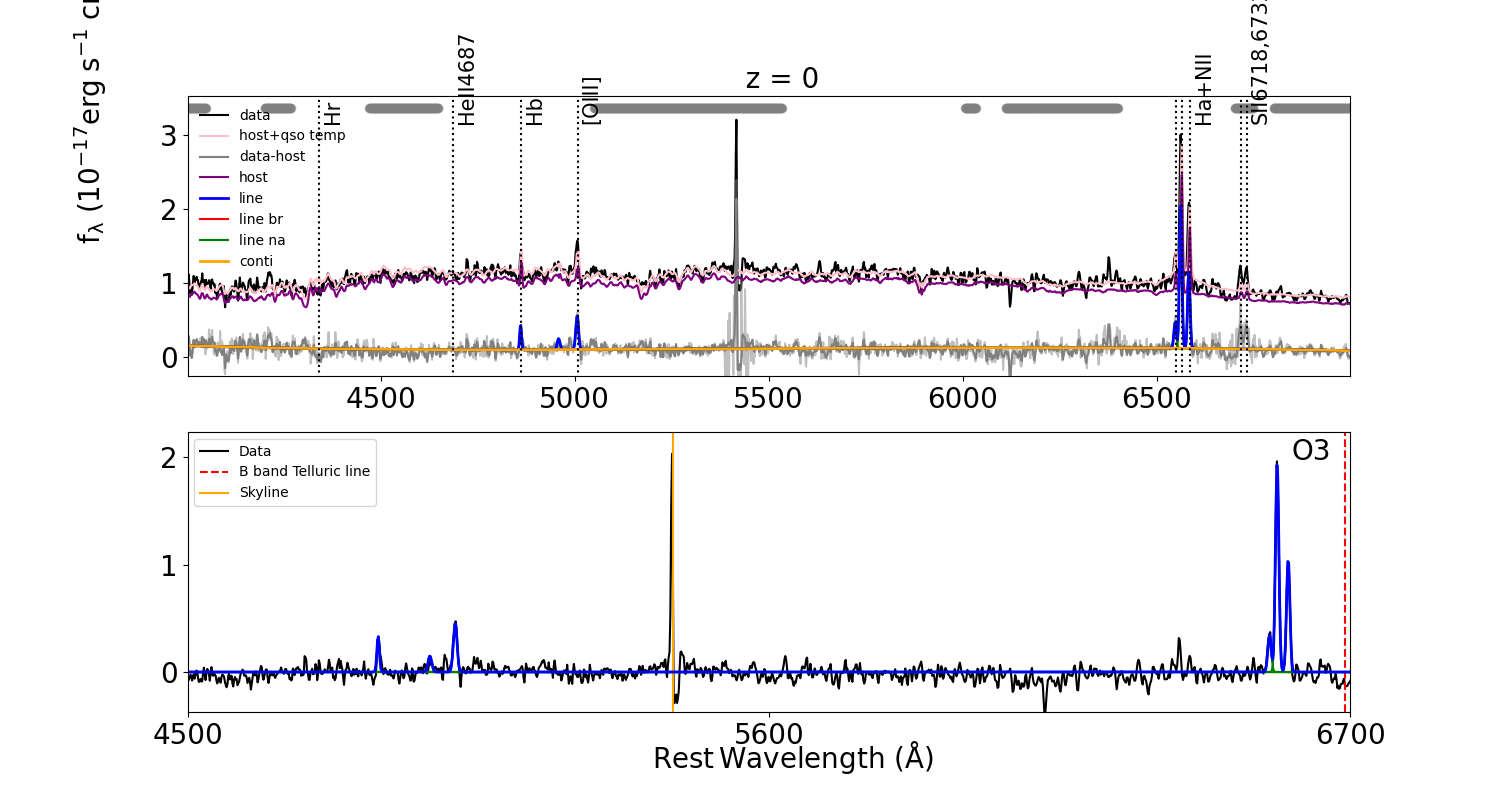 z = 0
fλ (10−17erg s−1 c
Hr
HeII4687
Hb
[OIII]
Ha+NII
SII6718,673
data
host+qso temp
data-host
host
line
line br
line na
conti
3
2
1
0
4500 5000 5500 6000 6500
O3
Data
B band Telluric line
Skyline
2
1
0
4500 5600 6700
Rest Wavelength (Å)